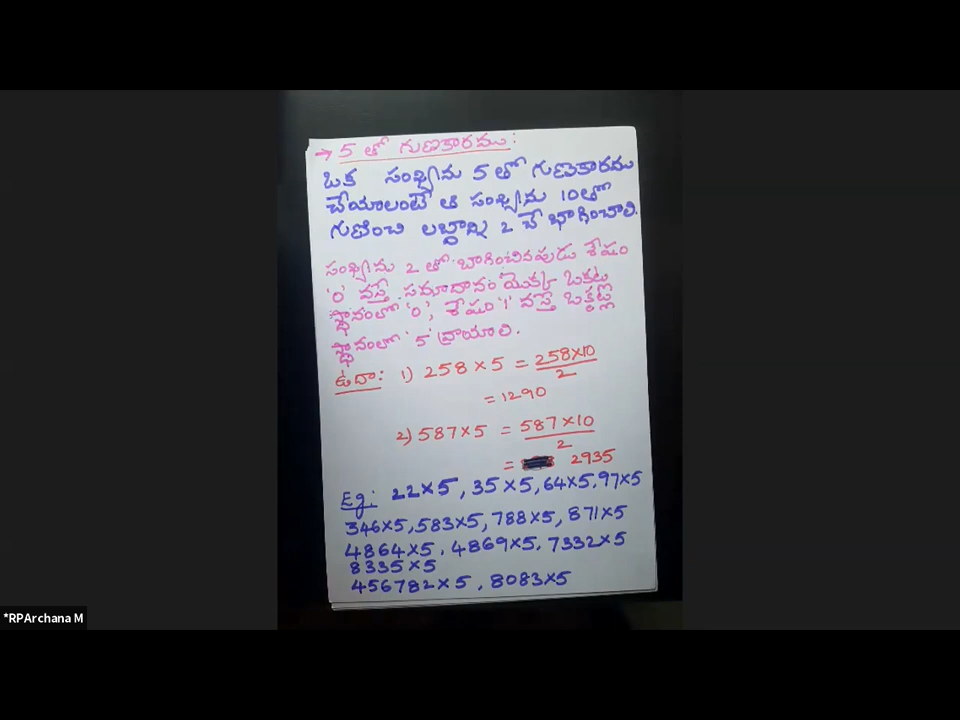 → 5 తో గుణకారము:
ఒక సంఖ్యను 5 తో గుణకారము
చేయాలంటే ఆ సంఖ్యను 10తో
గుణించి లబ్దాన్ని 2 చే భాగించాలి.
సంఖ్యను 2 తో భాగించినపుడు శేషం
'0' వస్తే సమాదానం యొక్క ఒకట్ల
స్థానంలో '0', శేషం '1' వస్తే ఒక్కట్ల
స్థానంలో '5' వ్రాయాలి.
ఉదా: 1) 258 × 5 = 258×10/2
= 1290
2) 587×5 = 587×10/2
= 2935
Eg: 22×5, 35×5, 64×5, 97×5
346×5, 583×5, 788×5, 871×5
4864×5, 4869×5, 7332×5
8335×5
456782×5, 8083×5
*RPArchana M